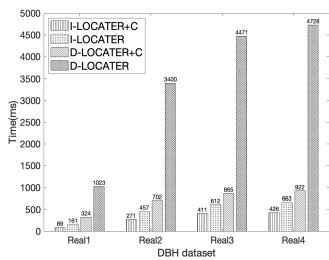 5000
4500
4000
3500
3000
2500
2000
1500
1000
500
0
Time(ms)
I-LOCATER+C
I-LOCATER
D-LOCATER+C
D-LOCATER
89 161 324 1023
271 457 702 3400
411 612 865 4471
426 663 922 4728
Real1 Real2 Real3 Real4
DBH dataset